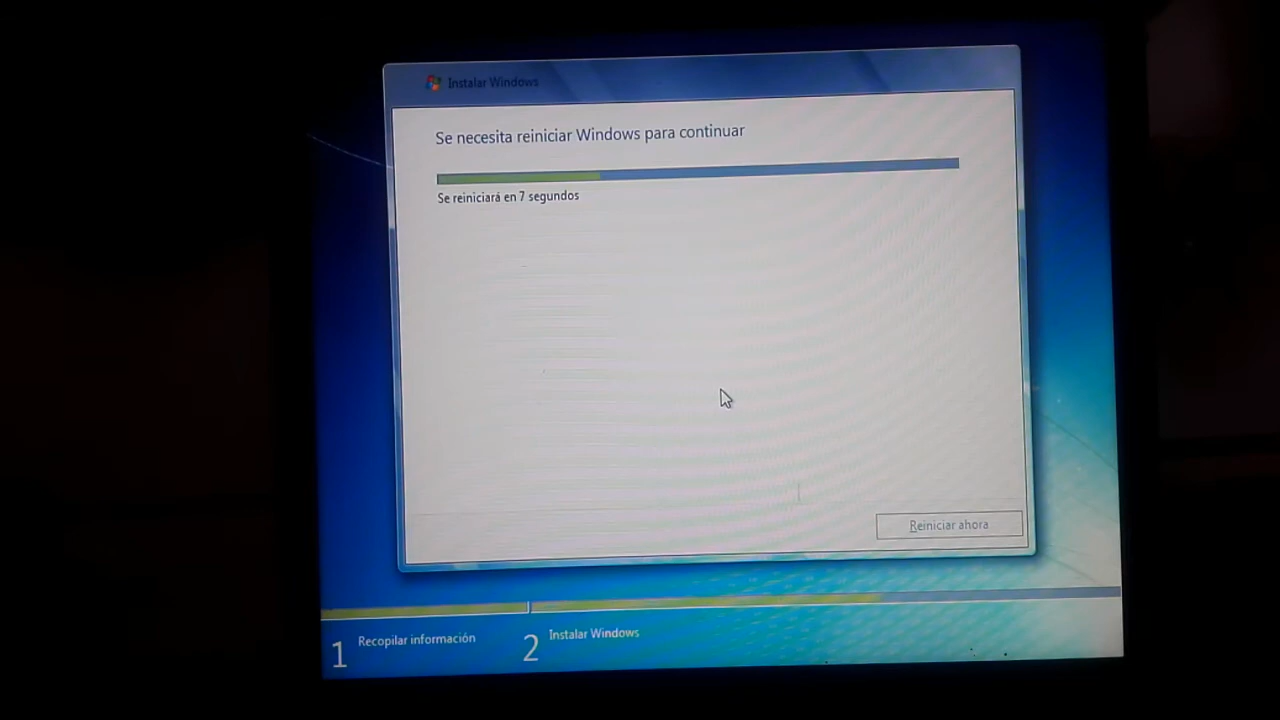 Instalar Windows
Se necesita reiniciar Windows para continuar
Se reiniciará en 7 segundos
Reiniciar ahora
1 Recopilar información
2 Instalar Windows